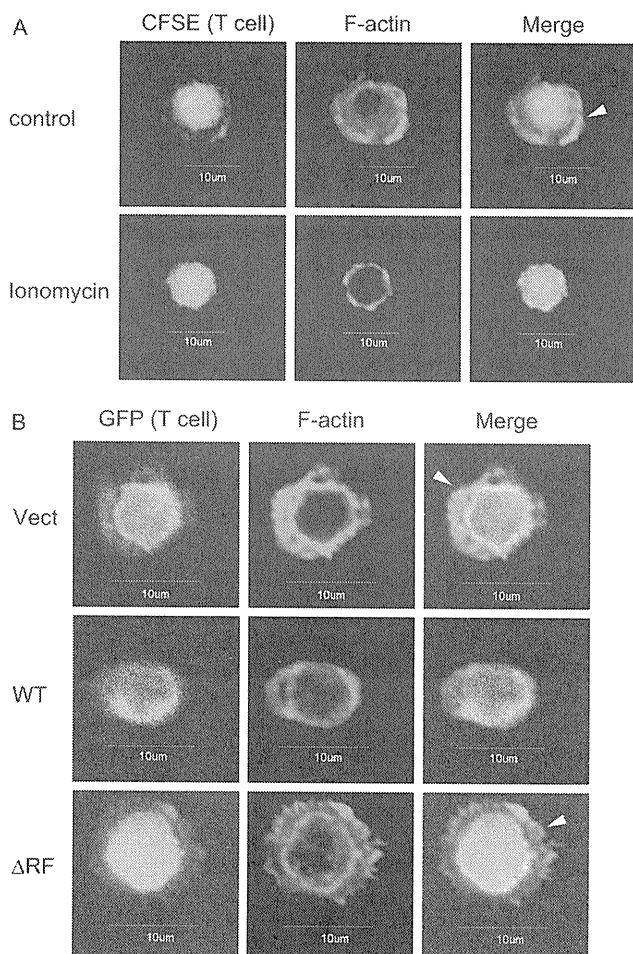 A
CFSE (T cell) F-actin Merge
control
10um 10um 10um
Ionomycin
10um 10um 10um
B
GFP (T cell) F-actin Merge
Vect
10um 10um 10um
WT
10um 10um 10um
ΔRF
10um 10um 10um